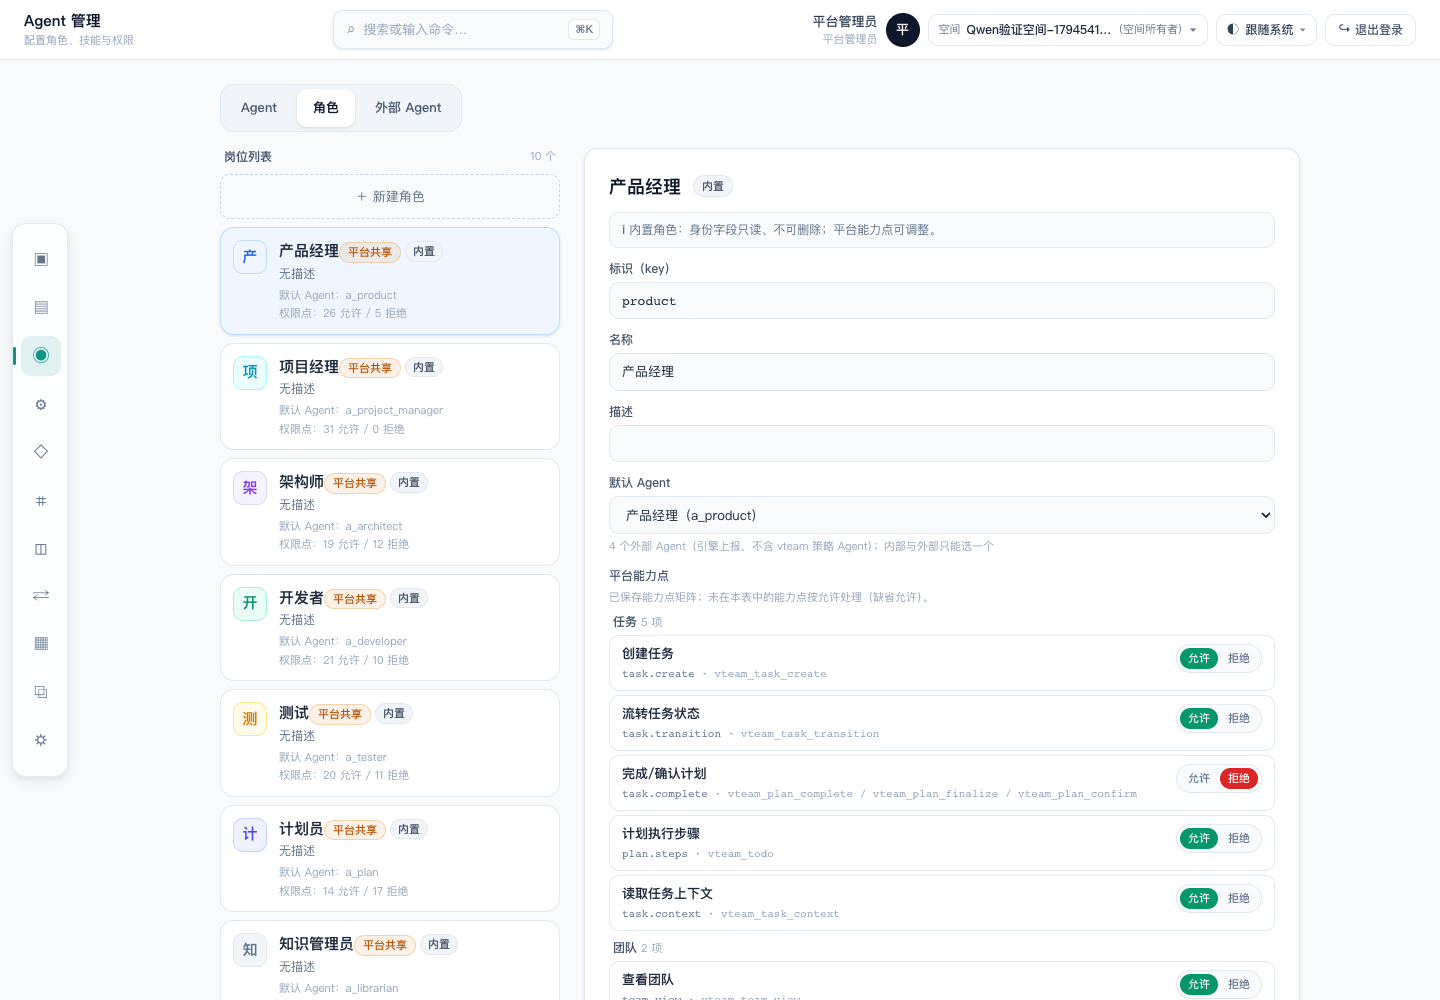 Agent 管理
配置角色、技能与权限
搜索或输入命令... ⌘K
平台管理员
平台管理员
平
空间 Qwen验证空间-1794541... (空间所有者)
跟随系统
退出登录
Agent 角色 外部 Agent
岗位列表 10 个
+ 新建角色
产
产品经理 平台共享 内置
无描述
默认 Agent：a_product
权限点：26 允许 / 5 拒绝
项
项目经理 平台共享 内置
无描述
默认 Agent：a_project_manager
权限点：31 允许 / 0 拒绝
架
架构师 平台共享 内置
无描述
默认 Agent：a_architect
权限点：19 允许 / 12 拒绝
开
开发者 平台共享 内置
无描述
默认 Agent：a_developer
权限点：21 允许 / 10 拒绝
测
测试 平台共享 内置
无描述
默认 Agent：a_tester
权限点：20 允许 / 11 拒绝
计
计划员 平台共享 内置
无描述
默认 Agent：a_plan
权限点：14 允许 / 17 拒绝
知
知识管理员 平台共享 内置
无描述
默认 Agent：a_librarian
产品经理 内置
i 内置角色：身份字段只读、不可删除；平台能力点可调整。
标识（key）
product
名称
产品经理
描述
默认 Agent
产品经理（a_product）
4 个外部 Agent（引擎上报，不含 vteam 策略 Agent）；内部与外部只能选一个
平台能力点
已保存能力点矩阵；未在本表中的能力点按允许处理（缺省允许）。
任务 5 项
创建任务 允许 拒绝
task.create · vteam_task_create
流转任务状态 允许 拒绝
task.transition · vteam_task_transition
完成/确认计划 允许 拒绝
task.complete · vteam_plan_complete / vteam_plan_finalize / vteam_plan_confirm
计划执行步骤 允许 拒绝
plan.steps · vteam_todo
读取任务上下文 允许 拒绝
task.context · vteam_task_context
团队 2 项
查看团队 允许 拒绝
team.view · vteam_team_view